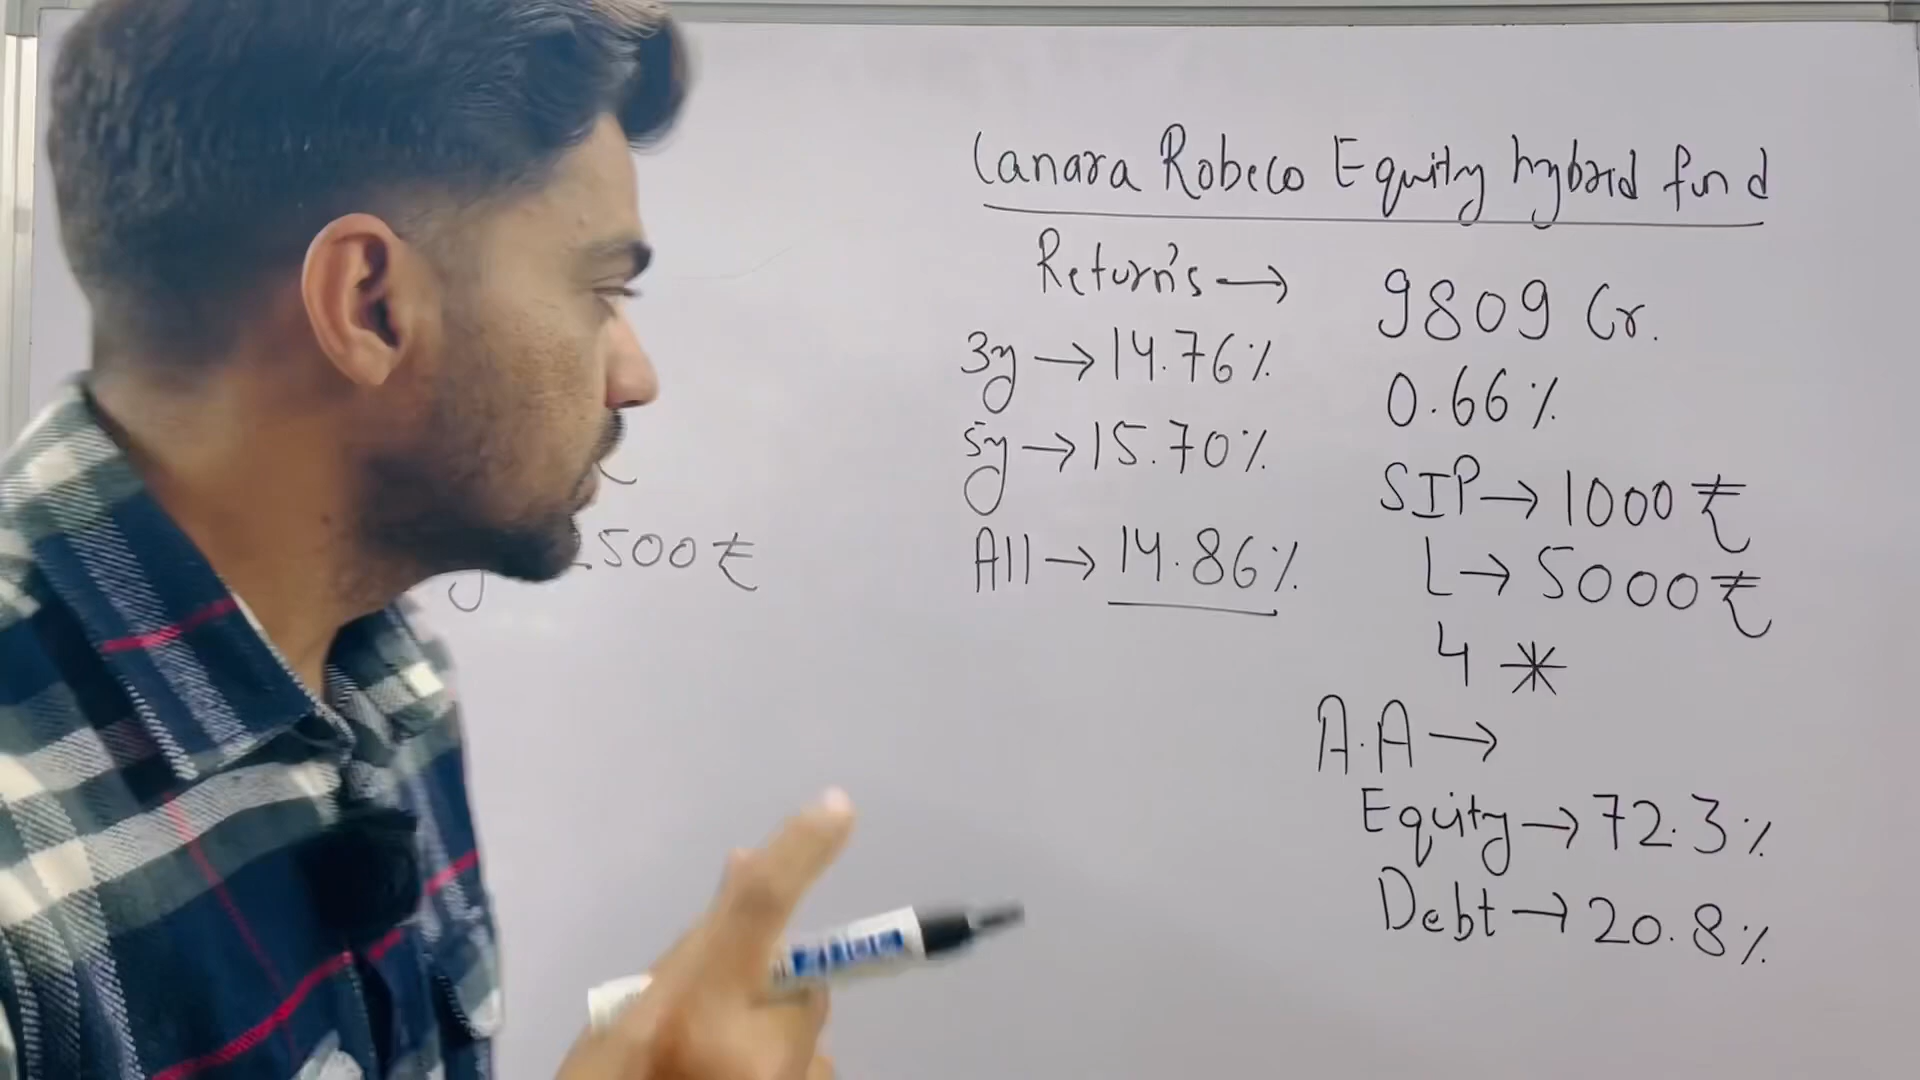 Canara Robeco Equity hybrid fund
Return's →
3y → 14.76%
5y → 15.70%
All → 14.86%
9809 Cr.
0.66%
SIP → 1000 ₹
L → 5000 ₹
4 *
A.A →
Equity → 72.3%
Debt → 20.8%
500 ₹